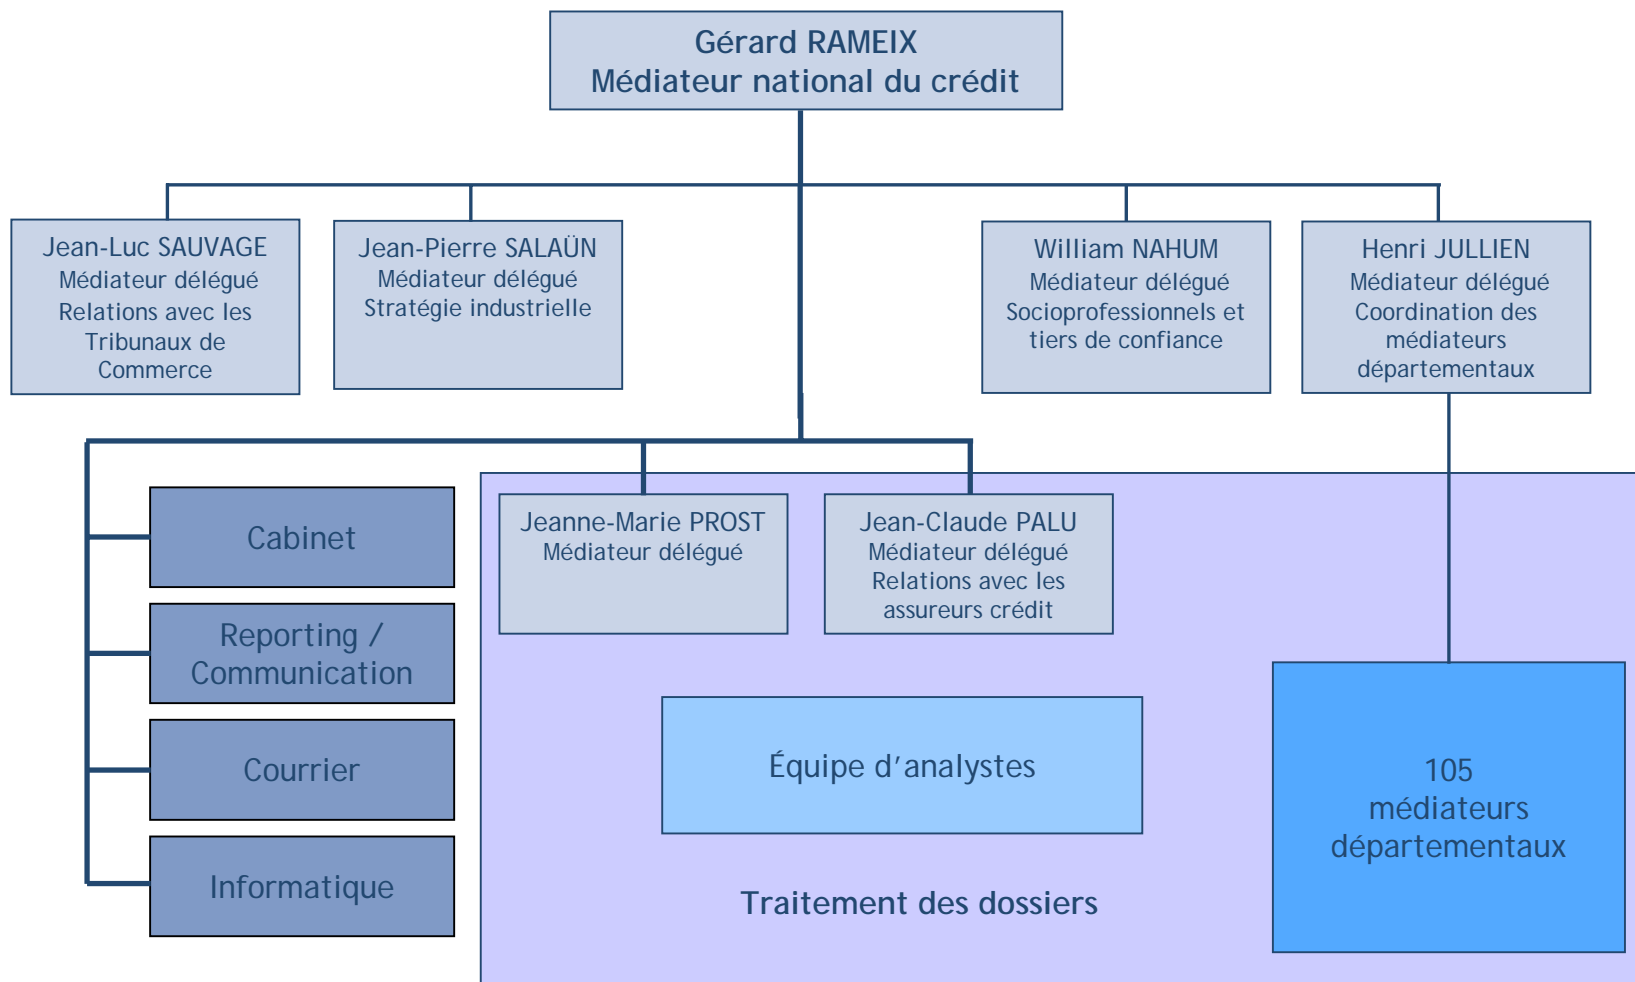 Gérard RAMEIX
Médiateur national du crédit
Jean-Luc SAUVAGE
Médiateur délégué
Relations avec les
Tribunaux de
Commerce
Jean-Pierre SALAÜN
Médiateur délégué
Stratégie industrielle
William NAHUM
Médiateur délégué
Socioprofessionnels et
tiers de confiance
Henri JULLIEN
Médiateur délégué
Coordination des
médiateurs
départementaux
Cabinet
Reporting /
Communication
Courrier
Informatique
Jeanne-Marie PROST
Médiateur délégué
Jean-Claude PALU
Médiateur délégué
Relations avec les
assureurs crédit
Équipe d'analystes
105
médiateurs
départementaux
Traitement des dossiers